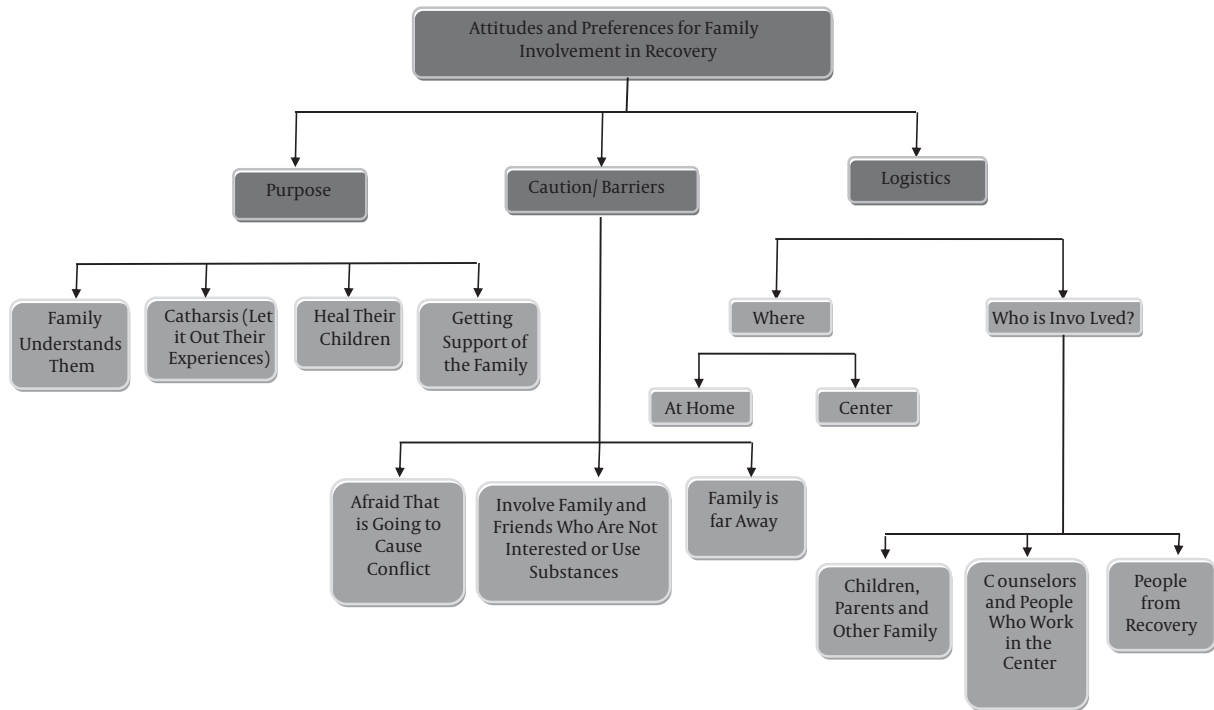 Attitudes and Preferences for Family
Involvement in Recovery
Purpose
Caution/ Barriers
Logistics
Family
Understands
Them
Catharsis (Let
it Out Their
Experiences)
Heal Their
Children
Getting
Support of
the Family
Where
Who is Invo Lved?
At Home
Center
Afraid That
is Going to
Cause
Conflict
Involve Family and
Friends Who Are Not
Interested or Use
Substances
Family is
far Away
Children,
Parents and
Other Family
C ounselors
and People
Who Work
in the
Center
People
from
Recovery